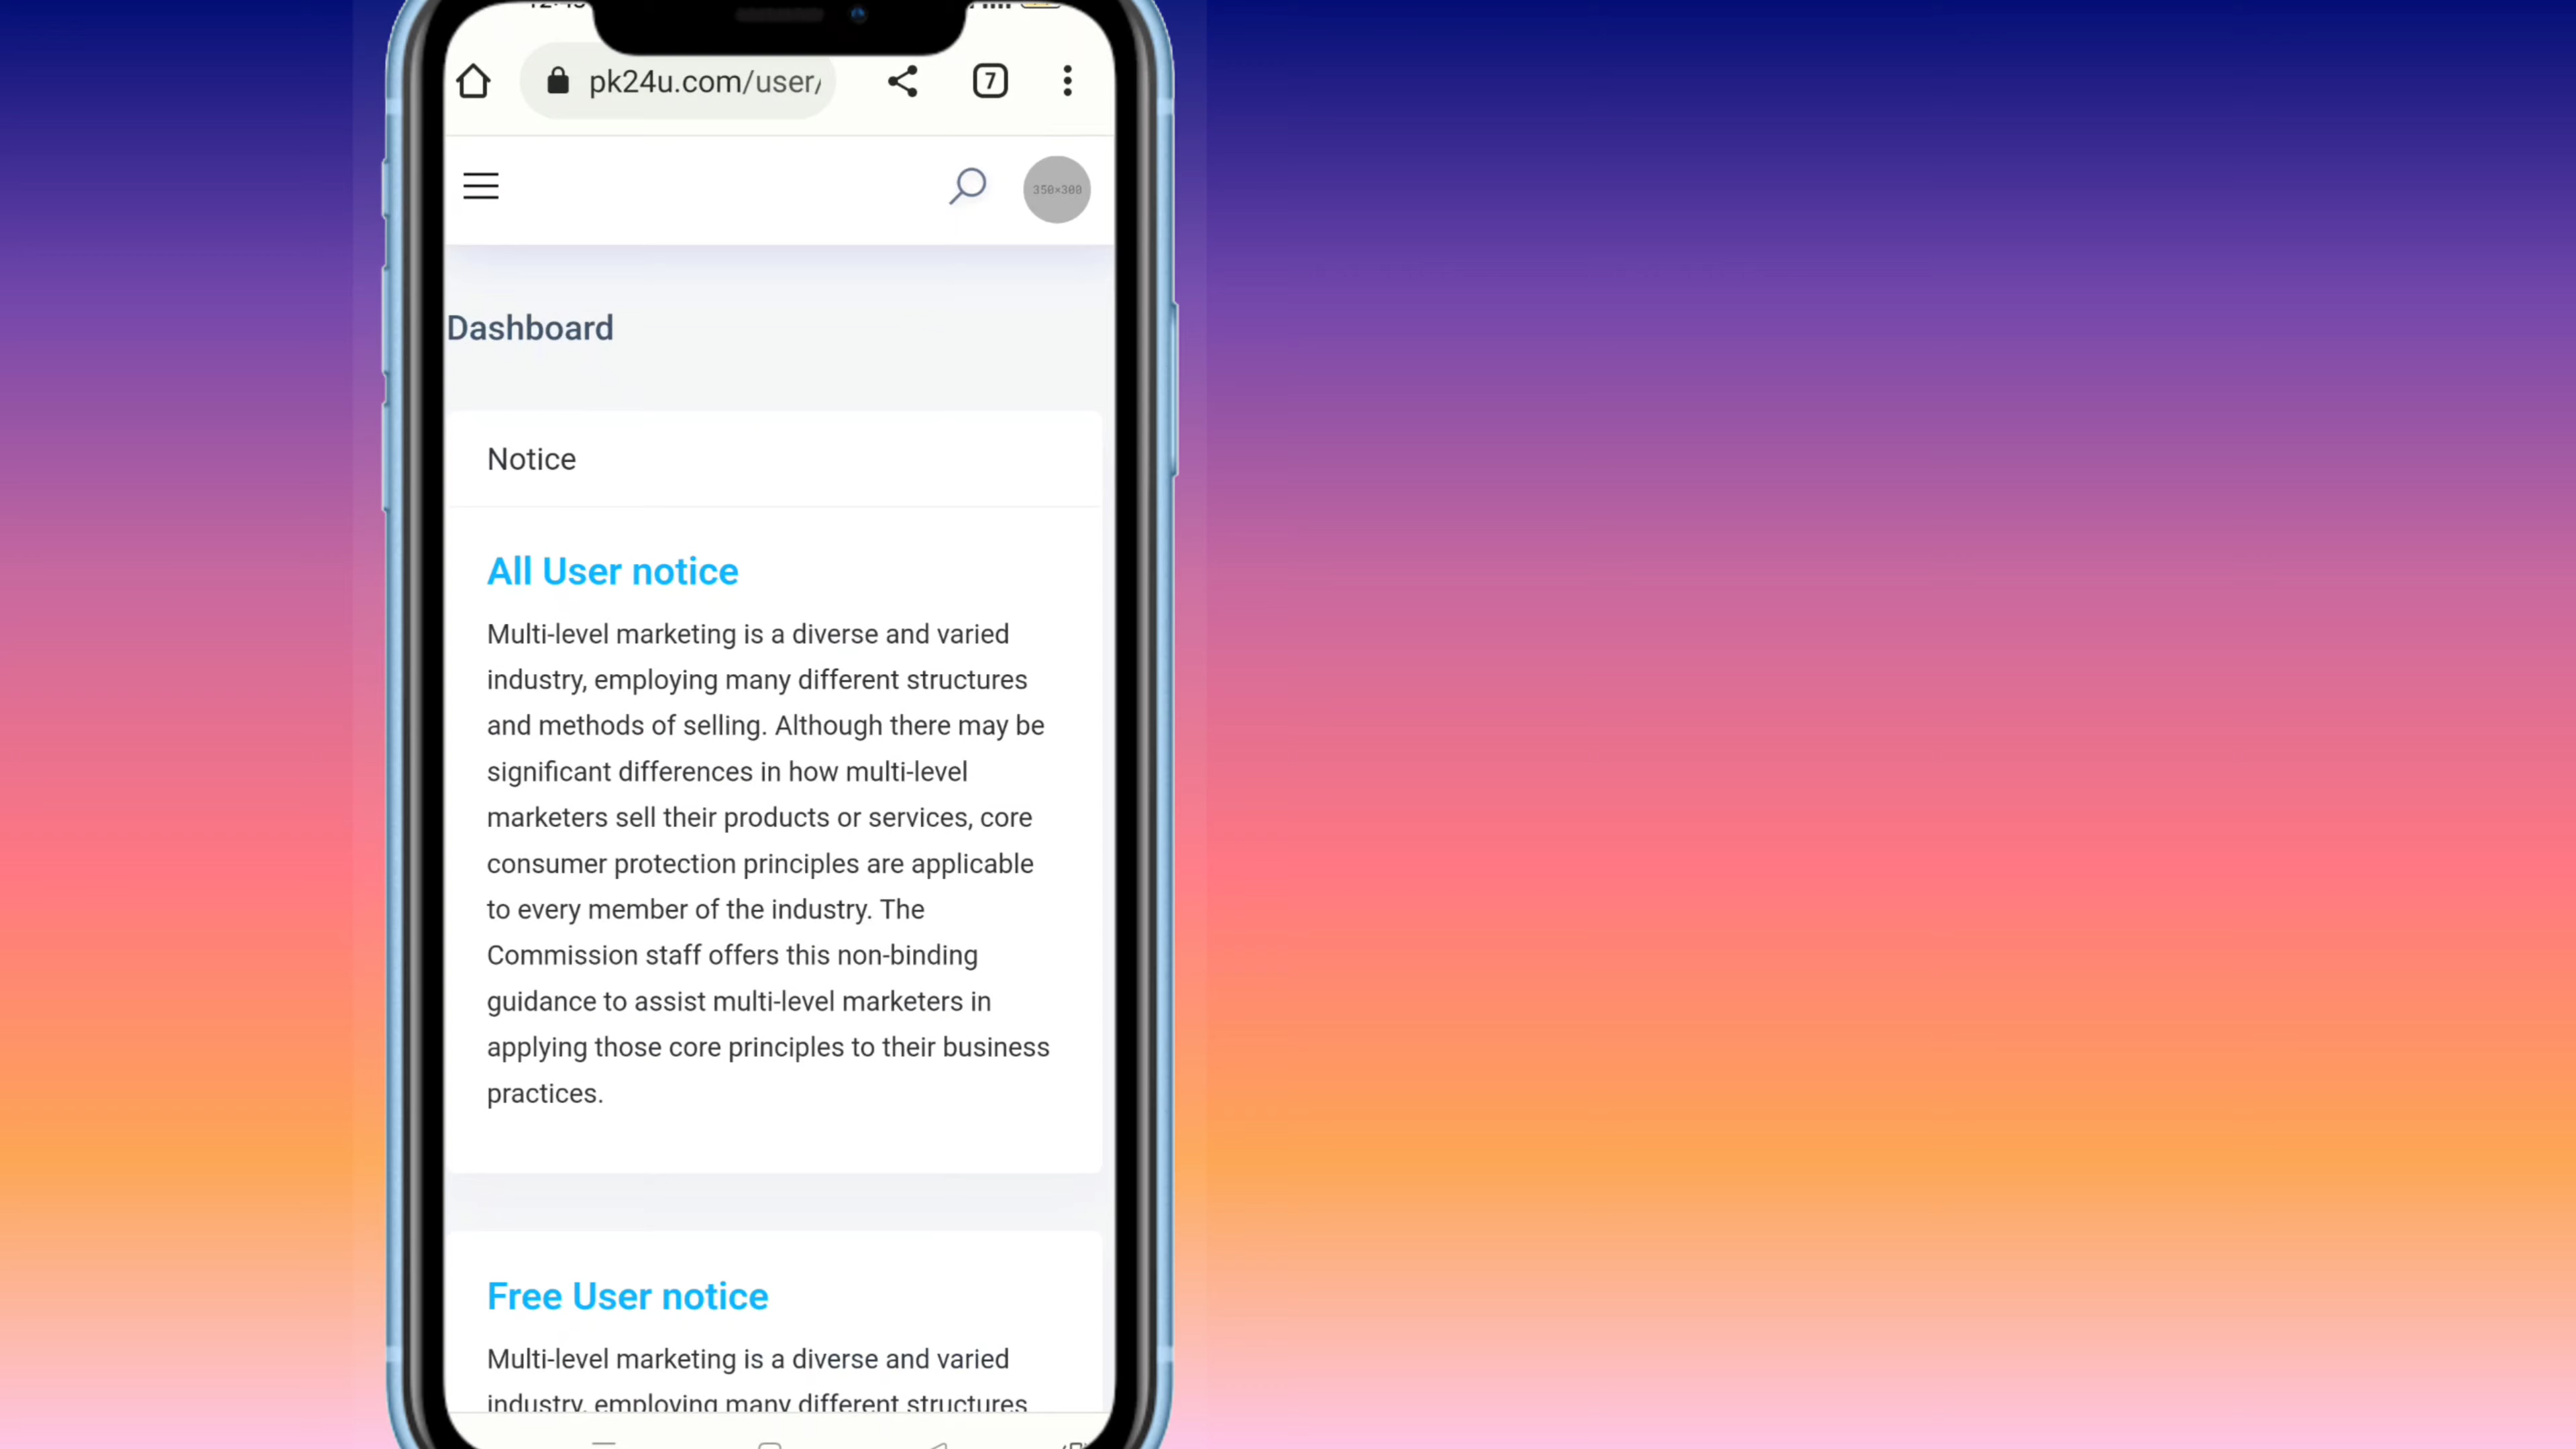 pk24u.com/user/
7
350×300
Dashboard
Notice
All User notice
Multi-level marketing is a diverse and varied
industry, employing many different structures
and methods of selling. Although there may be
significant differences in how multi-level
marketers sell their products or services, core
consumer protection principles are applicable
to every member of the industry. The
Commission staff offers this non-binding
guidance to assist multi-level marketers in
applying those core principles to their business
practices.
Free User notice
Multi-level marketing is a diverse and varied
industry, employing many different structures